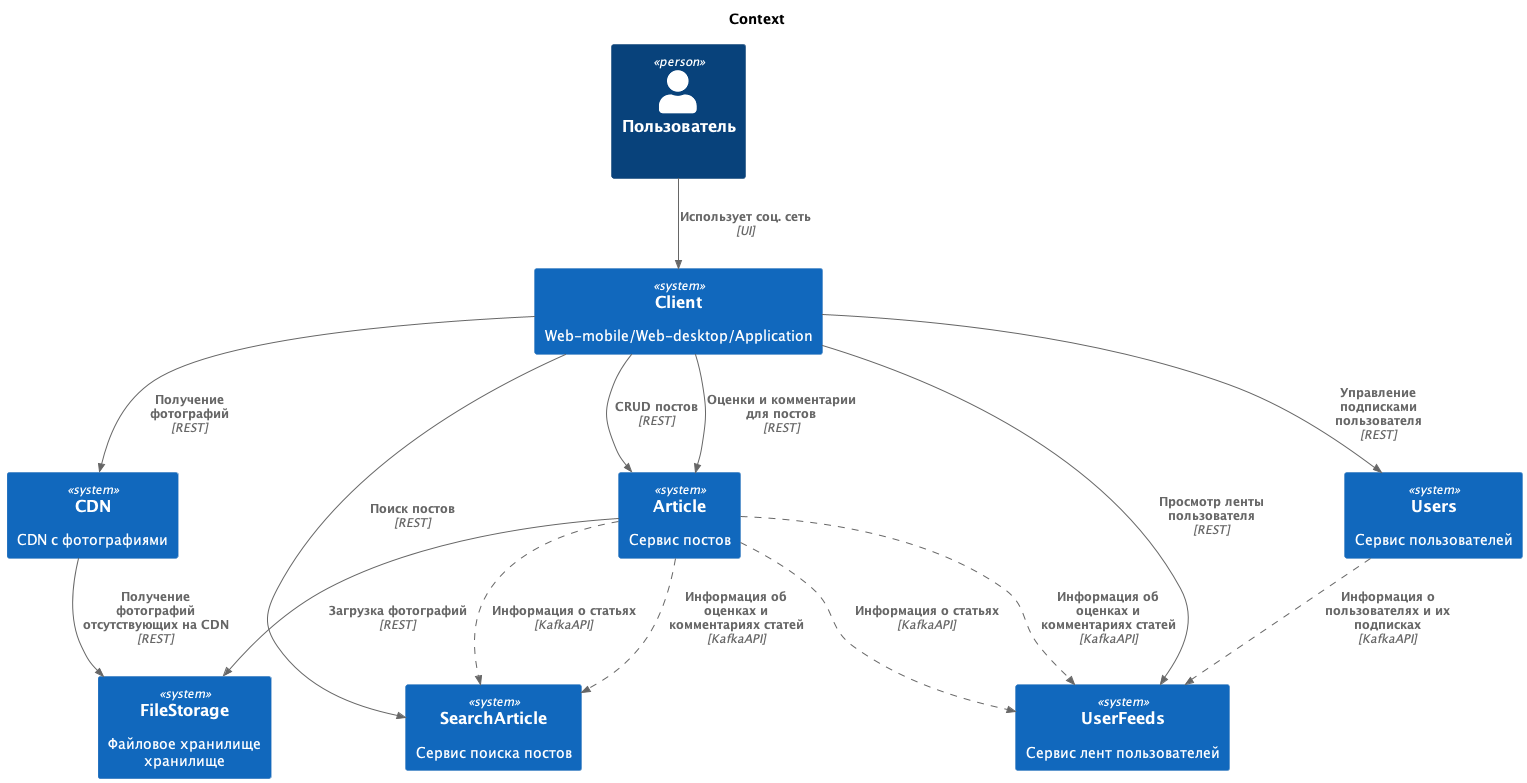 Context
«person»
Пользователь
Использует соц. сеть
[UI]
«system»
Client
Web-mobile/Web-desktop/Application
Получение
фотографий
[REST]
CRUD постов
[REST]
Оценки и комментарии
для постов
[REST]
Управление
подписками
пользователя
[REST]
Поиск постов
[REST]
Просмотр ленты
пользователя
[REST]
«system»
CDN
CDN с фотографиями
«system»
Article
Сервис постов
«system»
Users
Сервис пользователей
Получение
фотографий
отсутствующих на CDN
[REST]
Загрузка фотографий
[REST]
Информация о статьях
[KafkaAPI]
Информация об
оценках и
комментариях статей
[KafkaAPI]
Информация о статьях
[KafkaAPI]
Информация об
оценках и
комментариях статей
[KafkaAPI]
Информация о
пользователях и их
подписках
[KafkaAPI]
«system»
FileStorage
Файловое хранилище
хранилище
«system»
SearchArticle
Сервис поиска постов
«system»
UserFeeds
Сервис лент пользователей